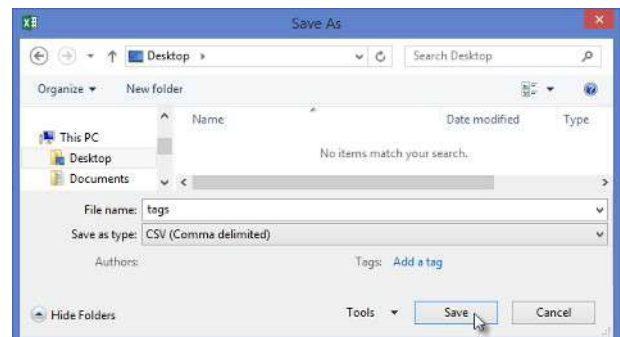 Save As
Desktop
Search Desktop
Organize New folder
Name Date modified Type
This PC
Desktop
Documents
No items match your search.
File name: tags
Save as type: CSV (Comma delimited)
Authors: Tags: Add a tag
Hide Folders Tools Save Cancel